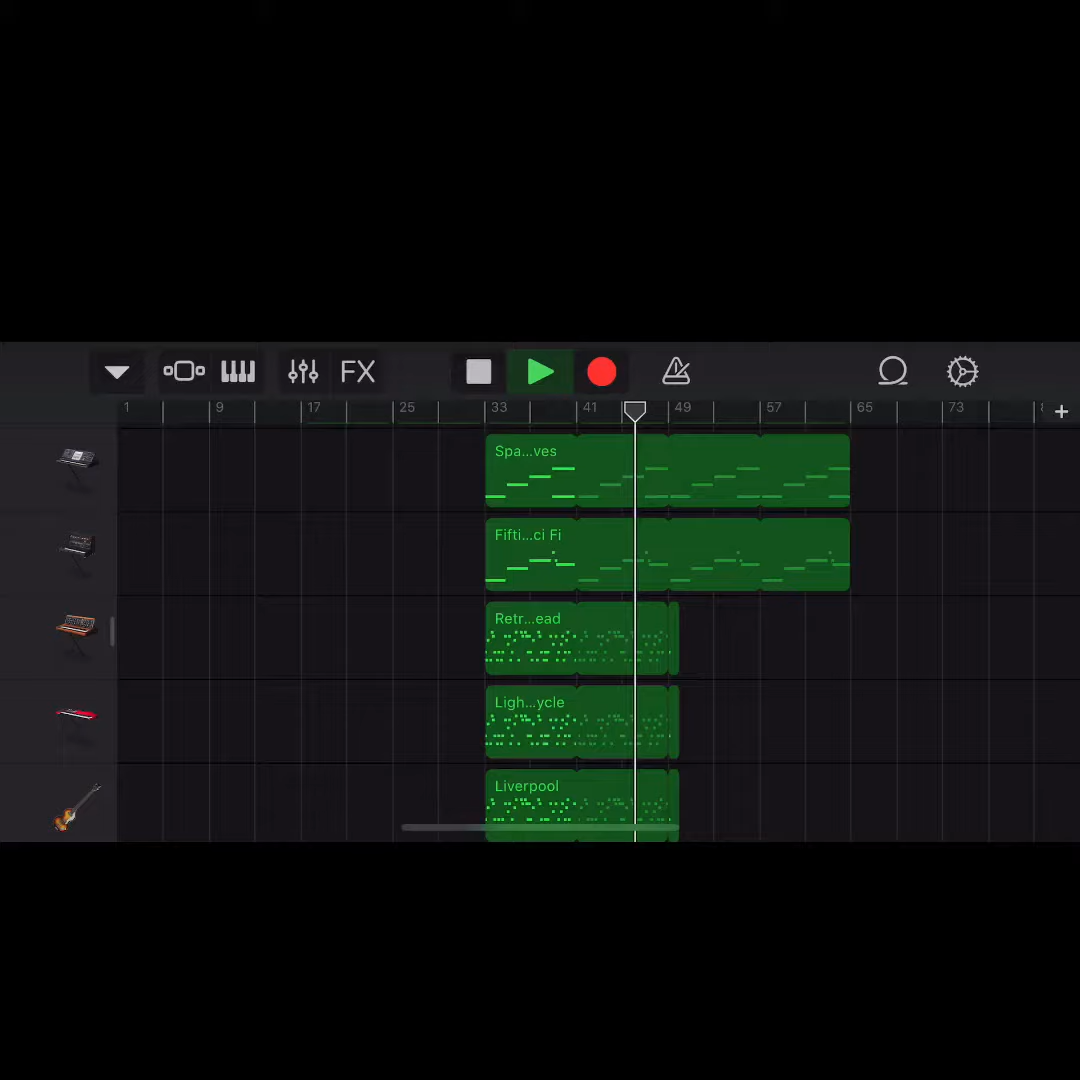 FX
1 9 17 25 33 41 49 57 65 73
Spa...ves
Fifti...ci Fi
Retr...ead
Ligh...ycle
Liverpool